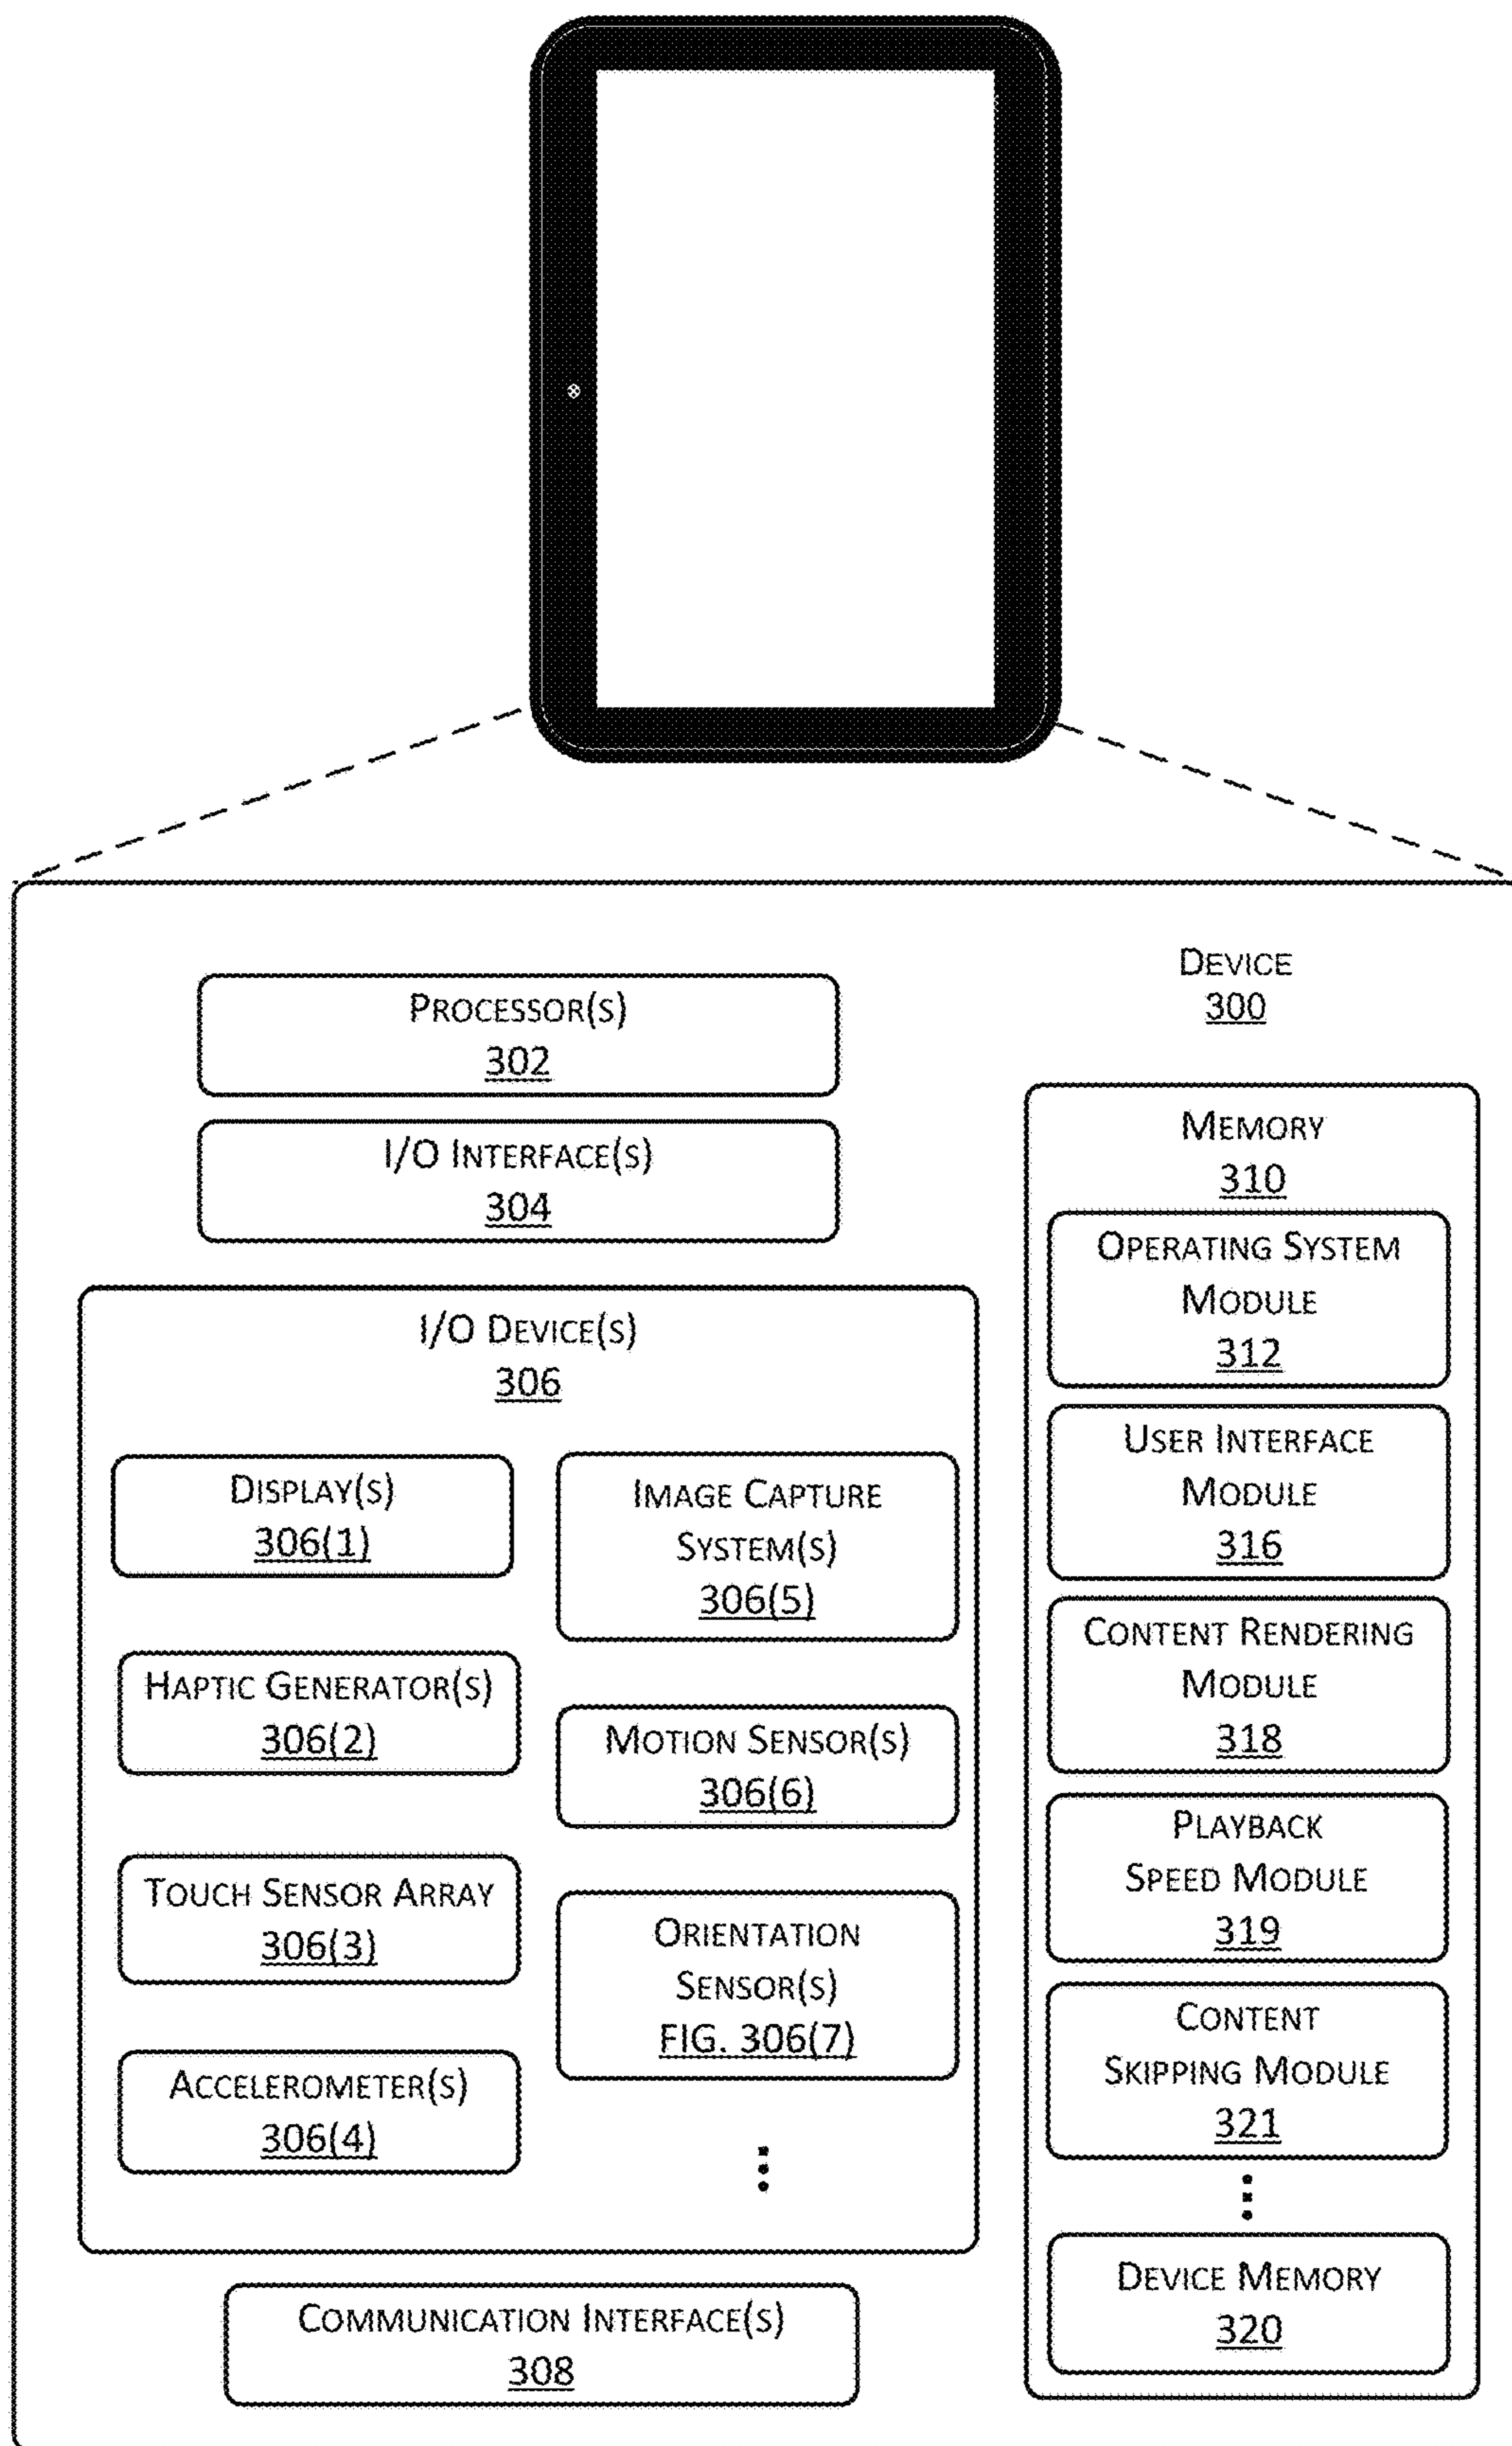 DEVICE
300
PROCESSOR(S)
302
I/O INTERFACE(S)
304
I/O DEVICE(S)
306
DISPLAY(S)
306(1)
HAPTIC GENERATOR(S)
306(2)
TOUCH SENSOR ARRAY
306(3)
ACCELEROMETER(S)
306(4)
IMAGE CAPTURE
SYSTEM(S)
306(5)
MOTION SENSOR(S)
306(6)
ORIENTATION
SENSOR(S)
FIG. 306(7)
COMMUNICATION INTERFACE(S)
308
MEMORY
310
OPERATING SYSTEM
MODULE
312
USER INTERFACE
MODULE
316
CONTENT RENDERING
MODULE
318
PLAYBACK
SPEED MODULE
319
CONTENT
SKIPPING MODULE
321
DEVICE MEMORY
320